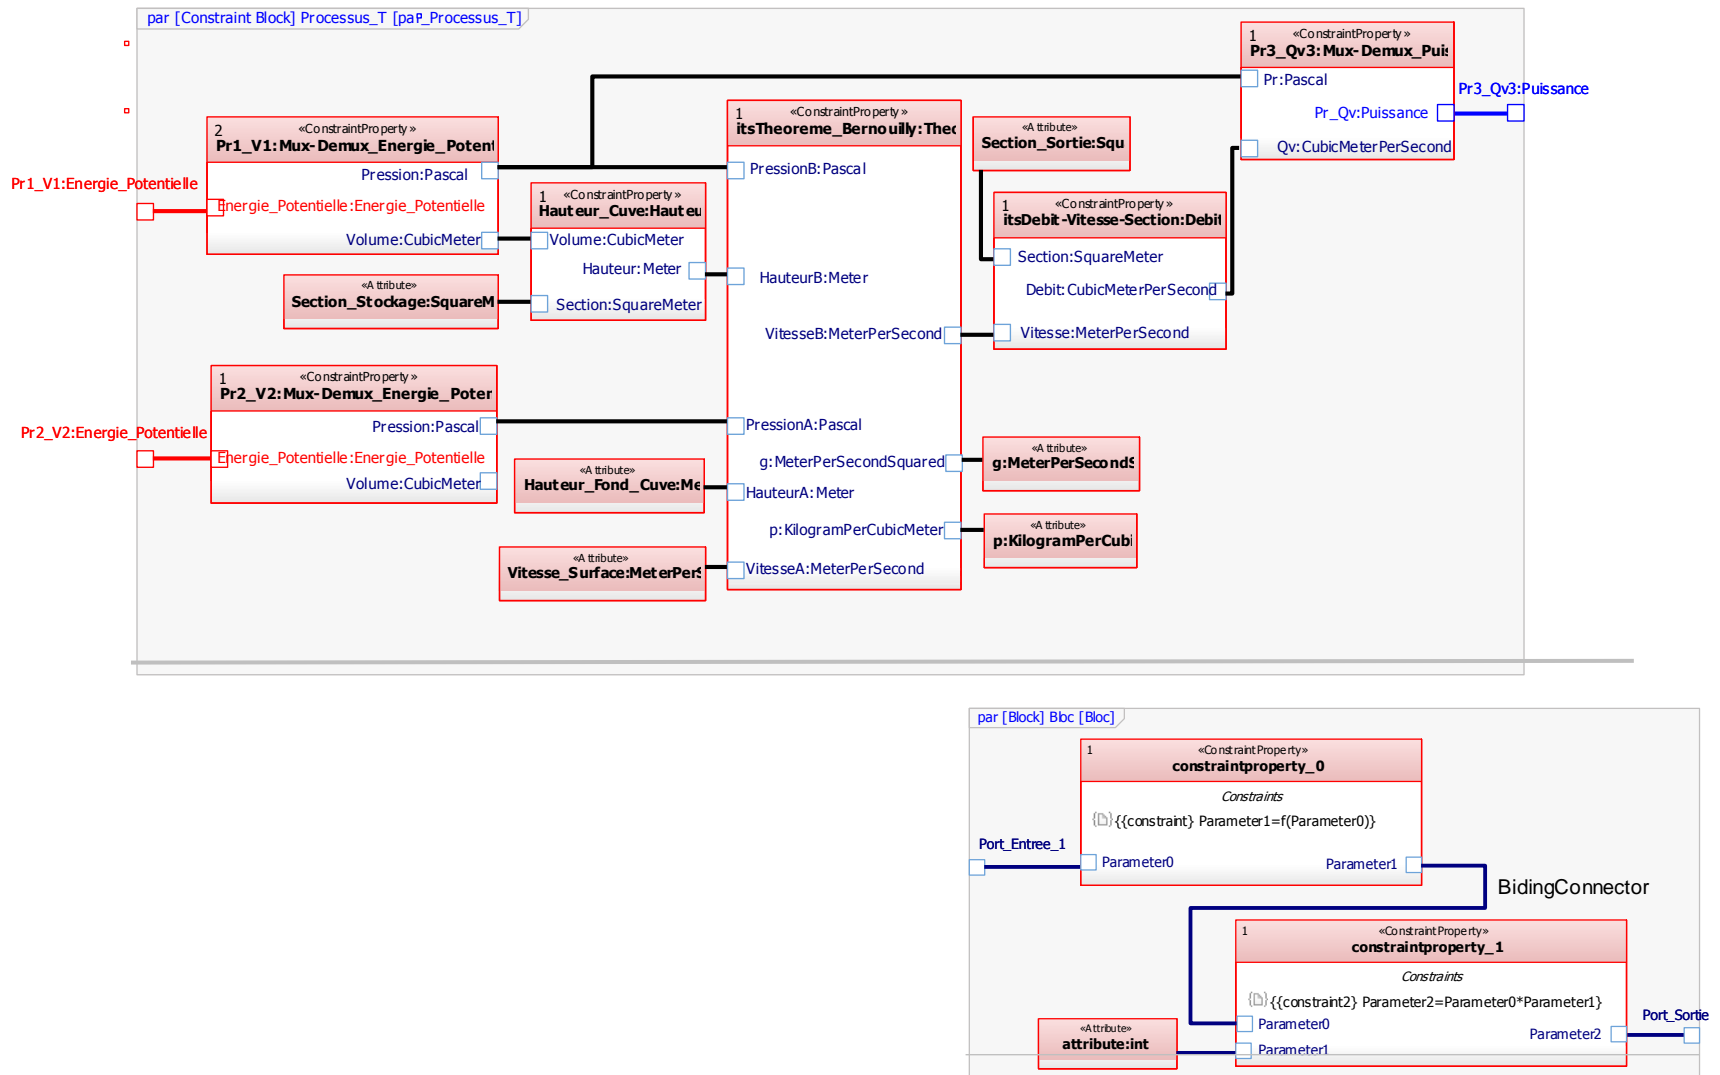 par [Constraint Block] Processus_T [par_Processus_T]
1
«ConstraintProperty»
Pr3_Qv3:Mux-Demux_Puis
Pr:Pascal
Pr_Qv:Puissance
Qv:CubicMeterPerSecond
Pr3_Qv3:Puissance
2
«ConstraintProperty»
Pr1_V1:Mux-Demux_Energie_Potent
Pression:Pascal
Energie_Potentielle:Energie_Potentielle
Volume:CubicMeter
Pr1_V1:Energie_Potentielle
1
«ConstraintProperty»
Hauteur_Cuve:Hauteu
Volume:CubicMeter
Hauteur:Meter
Section:SquareMeter
«Attribute»
Section_Stockage:SquareM
1
«ConstraintProperty»
itsTheoreme_Bernouilly:Theo
PressionB:Pascal
HauteurB:Meter
VitesseB:MeterPerSecond
PressionA:Pascal
g:MeterPerSecondSquared
HauteurA:Meter
p:KilogramPerCubicMeter
VitesseA:MeterPerSecond
«Attribute»
Section_Sortie:Squ
1
«ConstraintProperty»
itsDebit-Vitesse-Section:Debit
Section:SquareMeter
Debit:CubicMeterPerSecond
Vitesse:MeterPerSecond
1
«ConstraintProperty»
Pr2_V2:Mux-Demux_Energie_Poter
Pression:Pascal
Energie_Potentielle:Energie_Potentielle
Volume:CubicMeter
Pr2_V2:Energie_Potentielle
«Attribute»
Hauteur_Fond_Cuve:Me
«Attribute»
Vitesse_Surface:MeterPerS
«Attribute»
g:MeterPerSecondS
«Attribute»
p:KilogramPerCubi
par [Block] Bloc [Bloc]
1
«ConstraintProperty»
constraintproperty_0
Constraints
{{constraint} Parameter1=f(Parameter0)}
Port_Entree_1
Parameter0
Parameter1
BidingConnector
1
«ConstraintProperty»
constraintproperty_1
Constraints
{{constraint2} Parameter2=Parameter0*Parameter1}
Parameter0
Parameter2
Port_Sortie
Parameter1
«Attribute»
attribute:int